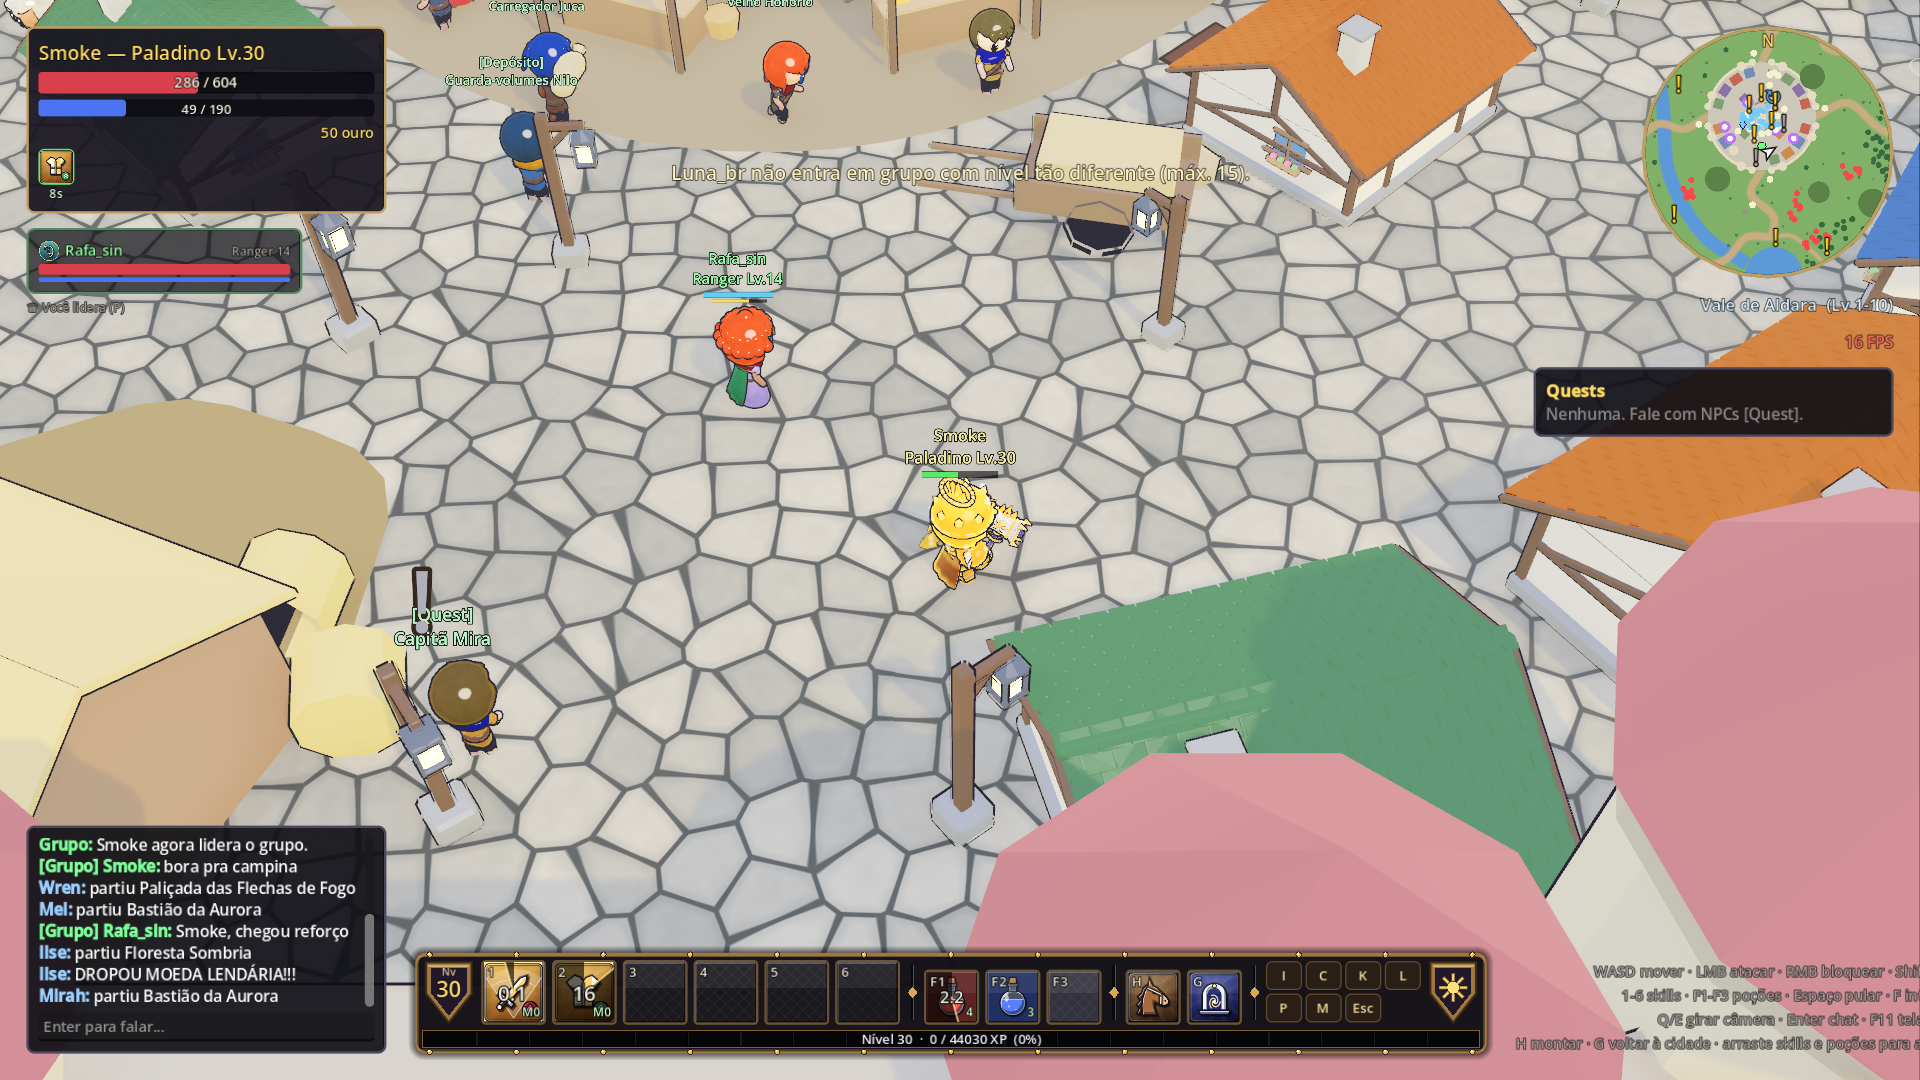 Carregador Juca
Velho Honório
Smoke — Paladino Lv.30
286 / 604
49 / 190
50 ouro
8s
[Depósito]
Guarda-volumes Nilo
N
Luna_br não entra em grupo com nível tão diferente (máx. 15).
Rafa_sin
Ranger 14
Você lidera (P)
Rafa_sin
Ranger Lv.14
Vale de Aldara (Lv 1-10)
16 FPS
Quests
Nenhuma. Fale com NPCs [Quest].
Smoke
Paladino Lv.30
[Quest]
Capitã Mira
Grupo: Smoke agora lidera o grupo.
[Grupo] Smoke: bora pra campina
Wren: partiu Paliçada das Flechas de Fogo
Mel: partiu Bastião da Aurora
[Grupo] Rafa_sin: Smoke, chegou reforço
Ilse: partiu Floresta Sombria
Ilse: DROPOU MOEDA LENDÁRIA!!!
Mirah: partiu Bastião da Aurora
Enter para falar...
Nv
30
1
0.1
M0
2
16
M0
3
4
5
6
F1
2.2
4
F2
3
F3
H
G
I
C
K
L
P
M
Esc
Nível 30 · 0 / 44030 XP (0%)
WASD mover · LMB atacar · RMB bloquear · Shi
1-6 skills · F1-F3 poções · Espaço pular · F in
Q/E girar câmera · Enter chat · F11 tela
H montar · G voltar à cidade · arraste skills e poções para a